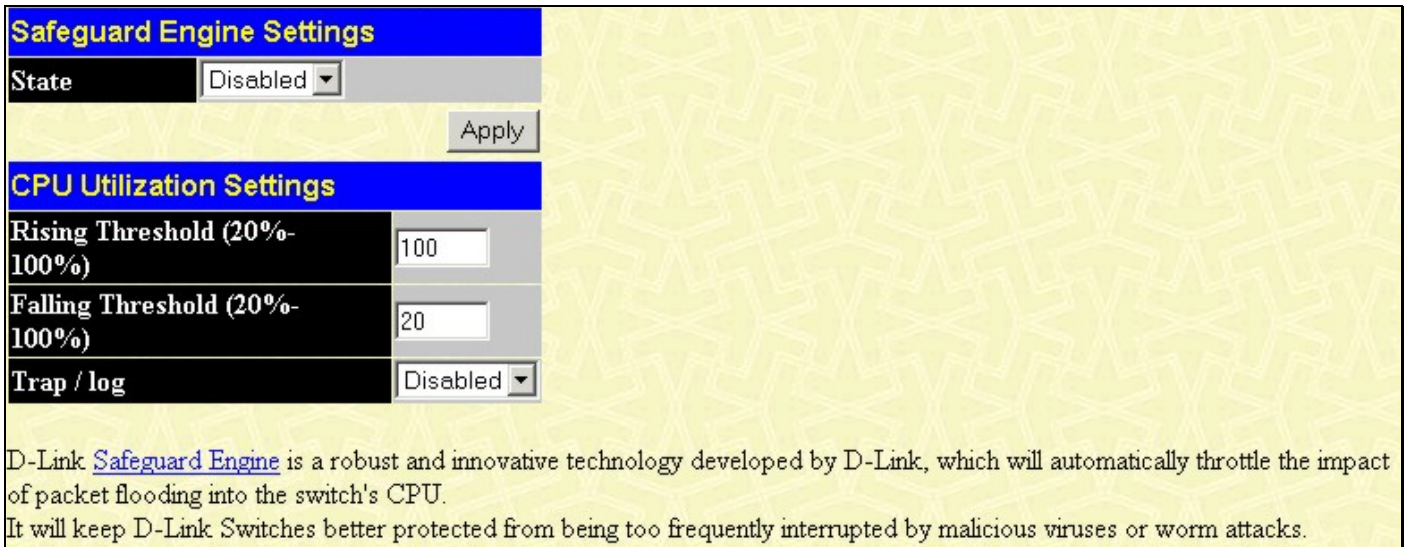 Safeguard Engine Settings
State Disabled
Apply
CPU Utilization Settings
Rising Threshold (20%-
100%) 100
Falling Threshold (20%-
100%) 20
Trap / log Disabled
D-Link Safeguard Engine is a robust and innovative technology developed by D-Link, which will automatically throttle the impact
of packet flooding into the switch's CPU.
It will keep D-Link Switches better protected from being too frequently interrupted by malicious viruses or worm attacks.